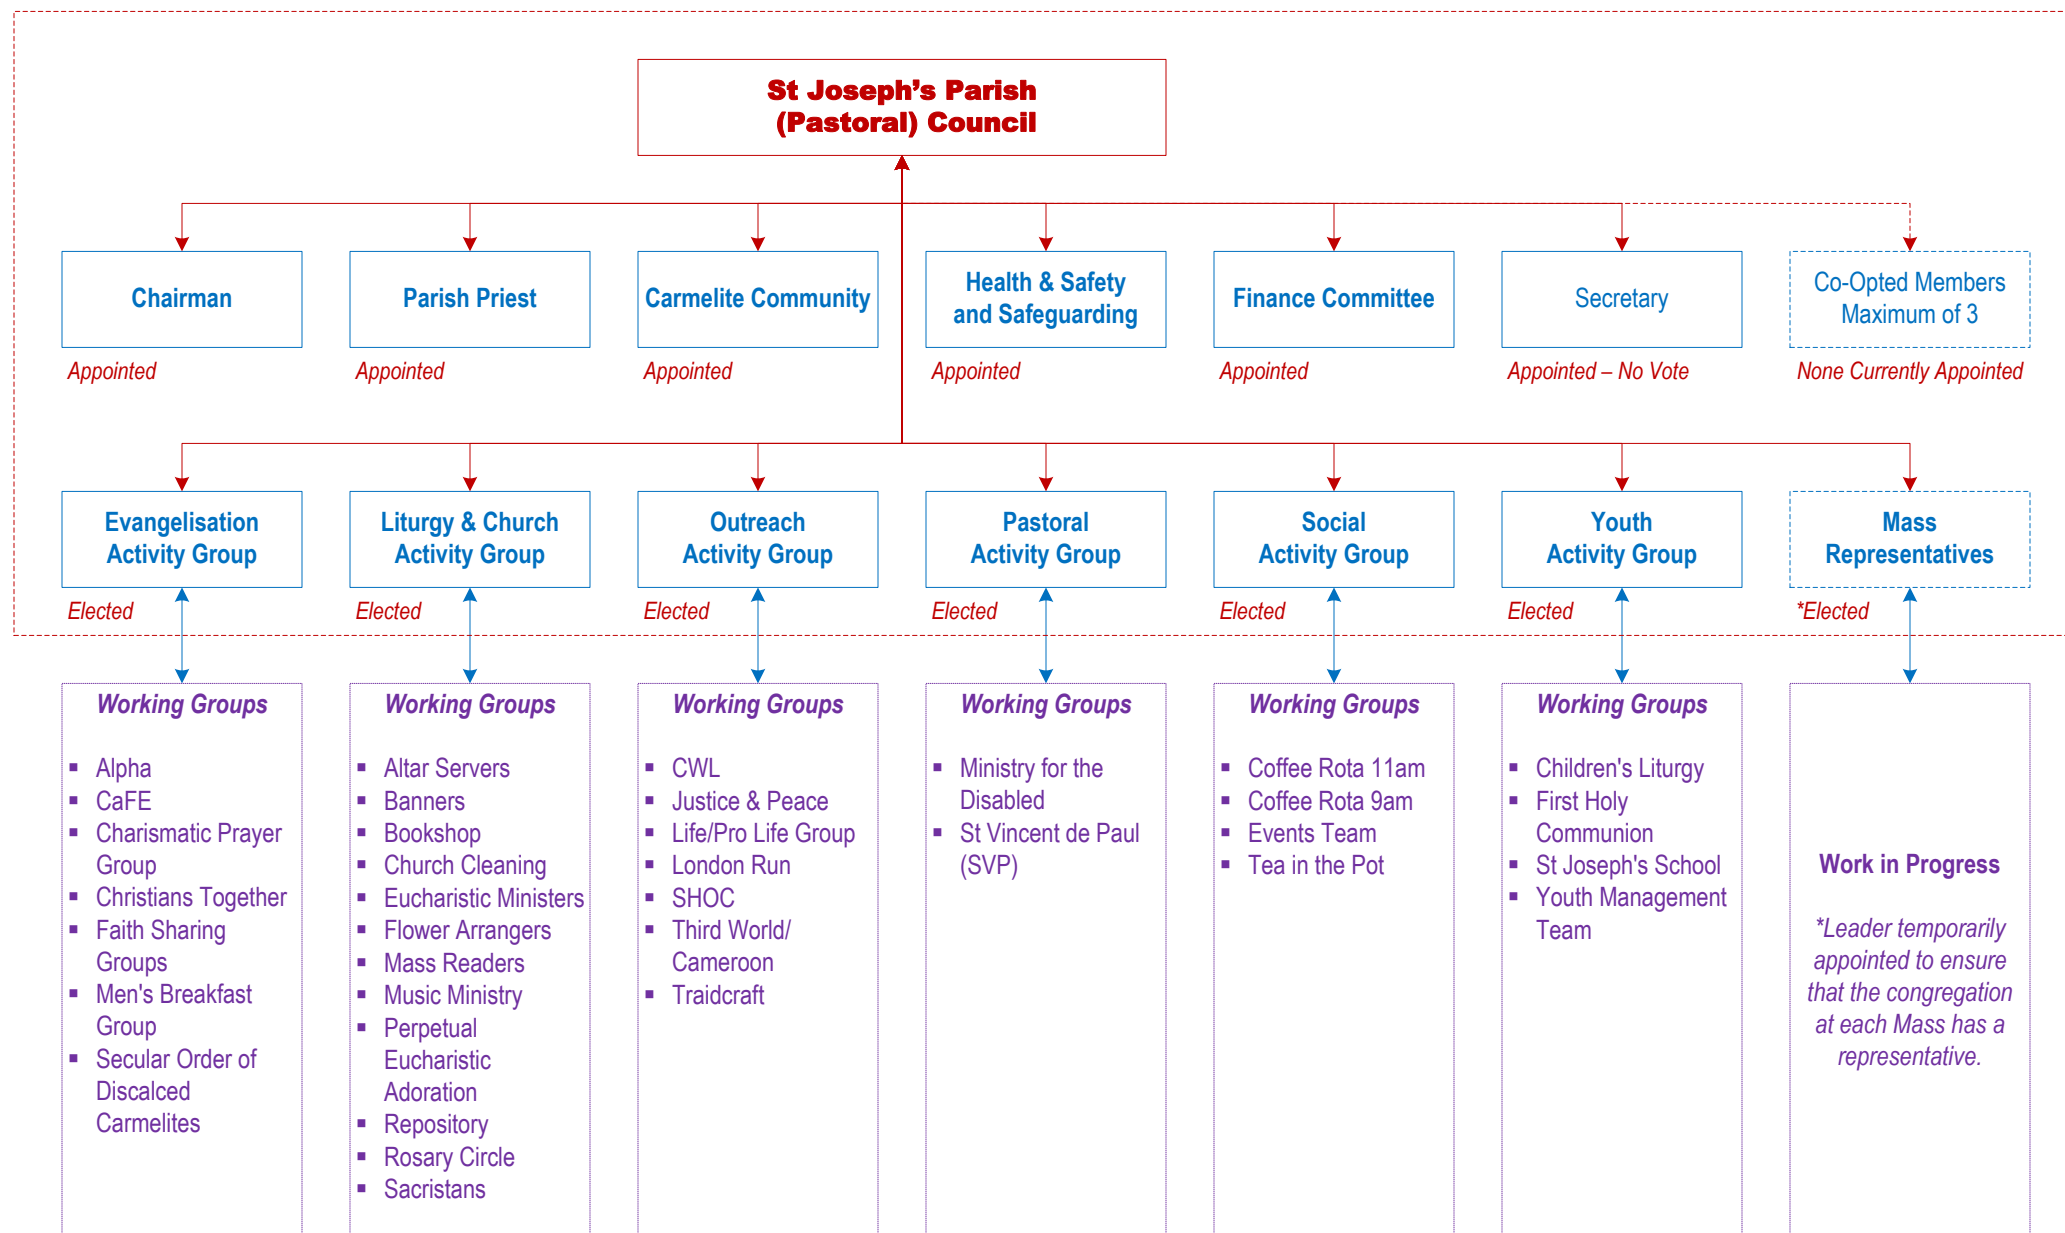 St Joseph’s Parish
(Pastoral) Council
Chairman
Parish Priest
Carmelite Community
Health & Safety
and Safeguarding
Finance Committee
Secretary
Co-Opted Members
Maximum of 3
Appointed
Appointed
Appointed
Appointed
Appointed
Appointed – No Vote
None Currently Appointed
Evangelisation
Activity Group
Liturgy & Church
Activity Group
Outreach
Activity Group
Pastoral
Activity Group
Social
Activity Group
Youth
Activity Group
Mass
Representatives
Elected
Elected
Elected
Elected
Elected
Elected
*Elected
Working Groups
▪ Alpha
▪ CaFE
▪ Charismatic Prayer
Group
▪ Christians Together
▪ Faith Sharing
Groups
▪ Men's Breakfast
Group
▪ Secular Order of
Discalced
Carmelites
Working Groups
▪ Altar Servers
▪ Banners
▪ Bookshop
▪ Church Cleaning
▪ Eucharistic Ministers
▪ Flower Arrangers
▪ Mass Readers
▪ Music Ministry
▪ Perpetual
Eucharistic
Adoration
▪ Repository
▪ Rosary Circle
▪ Sacristans
Working Groups
▪ CWL
▪ Justice & Peace
▪ Life/Pro Life Group
▪ London Run
▪ SHOC
▪ Third World/
Cameroon
▪ Traidcraft
Working Groups
▪ Ministry for the
Disabled
▪ St Vincent de Paul
(SVP)
Working Groups
▪ Coffee Rota 11am
▪ Coffee Rota 9am
▪ Events Team
▪ Tea in the Pot
Working Groups
▪ Children's Liturgy
▪ First Holy
Communion
▪ St Joseph's School
▪ Youth Management
Team
Work in Progress
*Leader temporarily
appointed to ensure
that the congregation
at each Mass has a
representative.